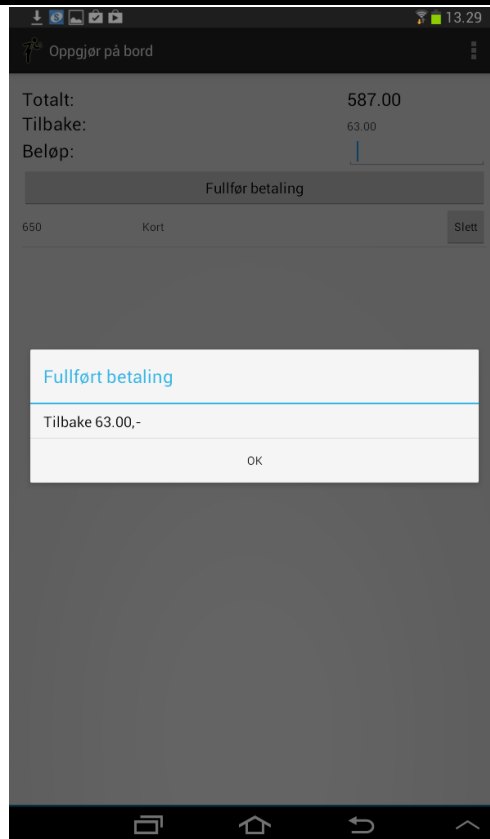 13.29
Oppgjør på bord
Totalt: 587.00
Tilbake: 63.00
Beløp:
Fullfør betaling
650 Kort Slett
Fullført betaling
Tilbake 63.00,-
OK